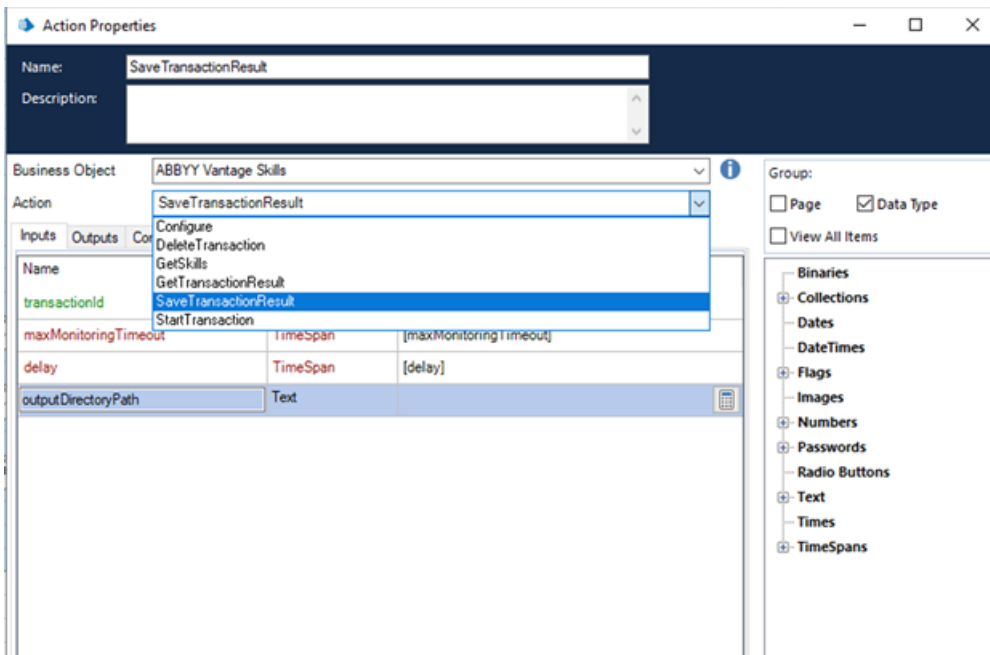 Action Properties
Name:
SaveTransactionResult
Description:
Business Object
ABBYY Vantage Skills
Action
SaveTransactionResult
Configure
DeleteTransaction
GetSkills
GetTransactionResult
SaveTransactionResult
StartTransaction
Inputs Outputs Con
Name
transactionId
maxMonitoringTimeout TimeSpan [maxMonitoringTimeout]
delay TimeSpan [delay]
outputDirectoryPath Text
Group:
Page Data Type
View All Items
Binaries
Collections
Dates
DateTimes
Flags
Images
Numbers
Passwords
Radio Buttons
Text
Times
TimeSpans